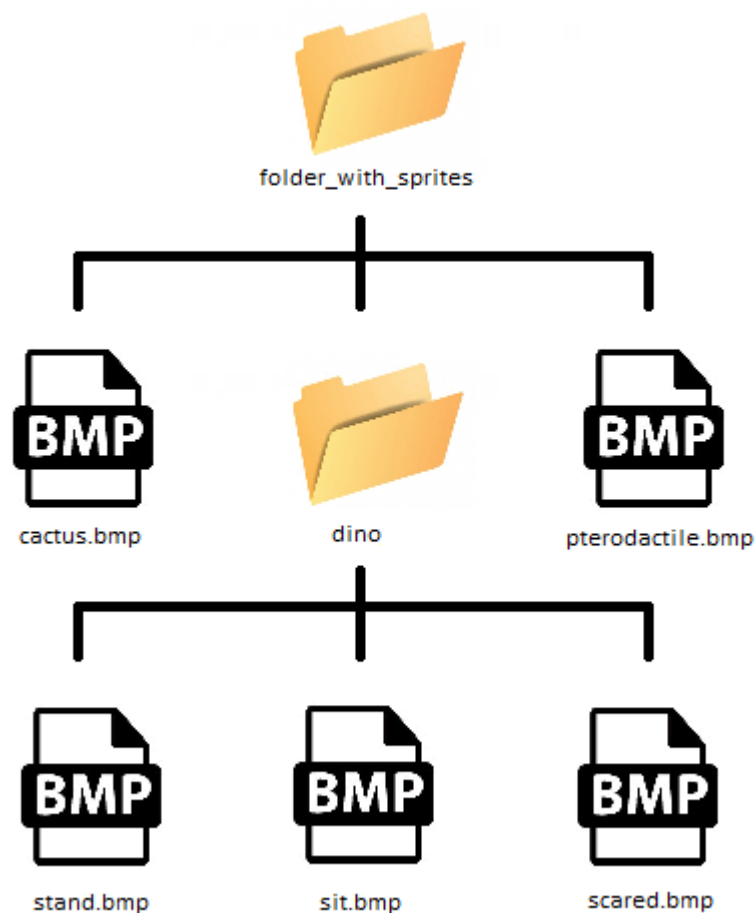 folder_with_sprites
BMP
BMP
cactus.bmp
dino
pterodactile.bmp
BMP
BMP
BMP
stand.bmp
sit.bmp
scared.bmp